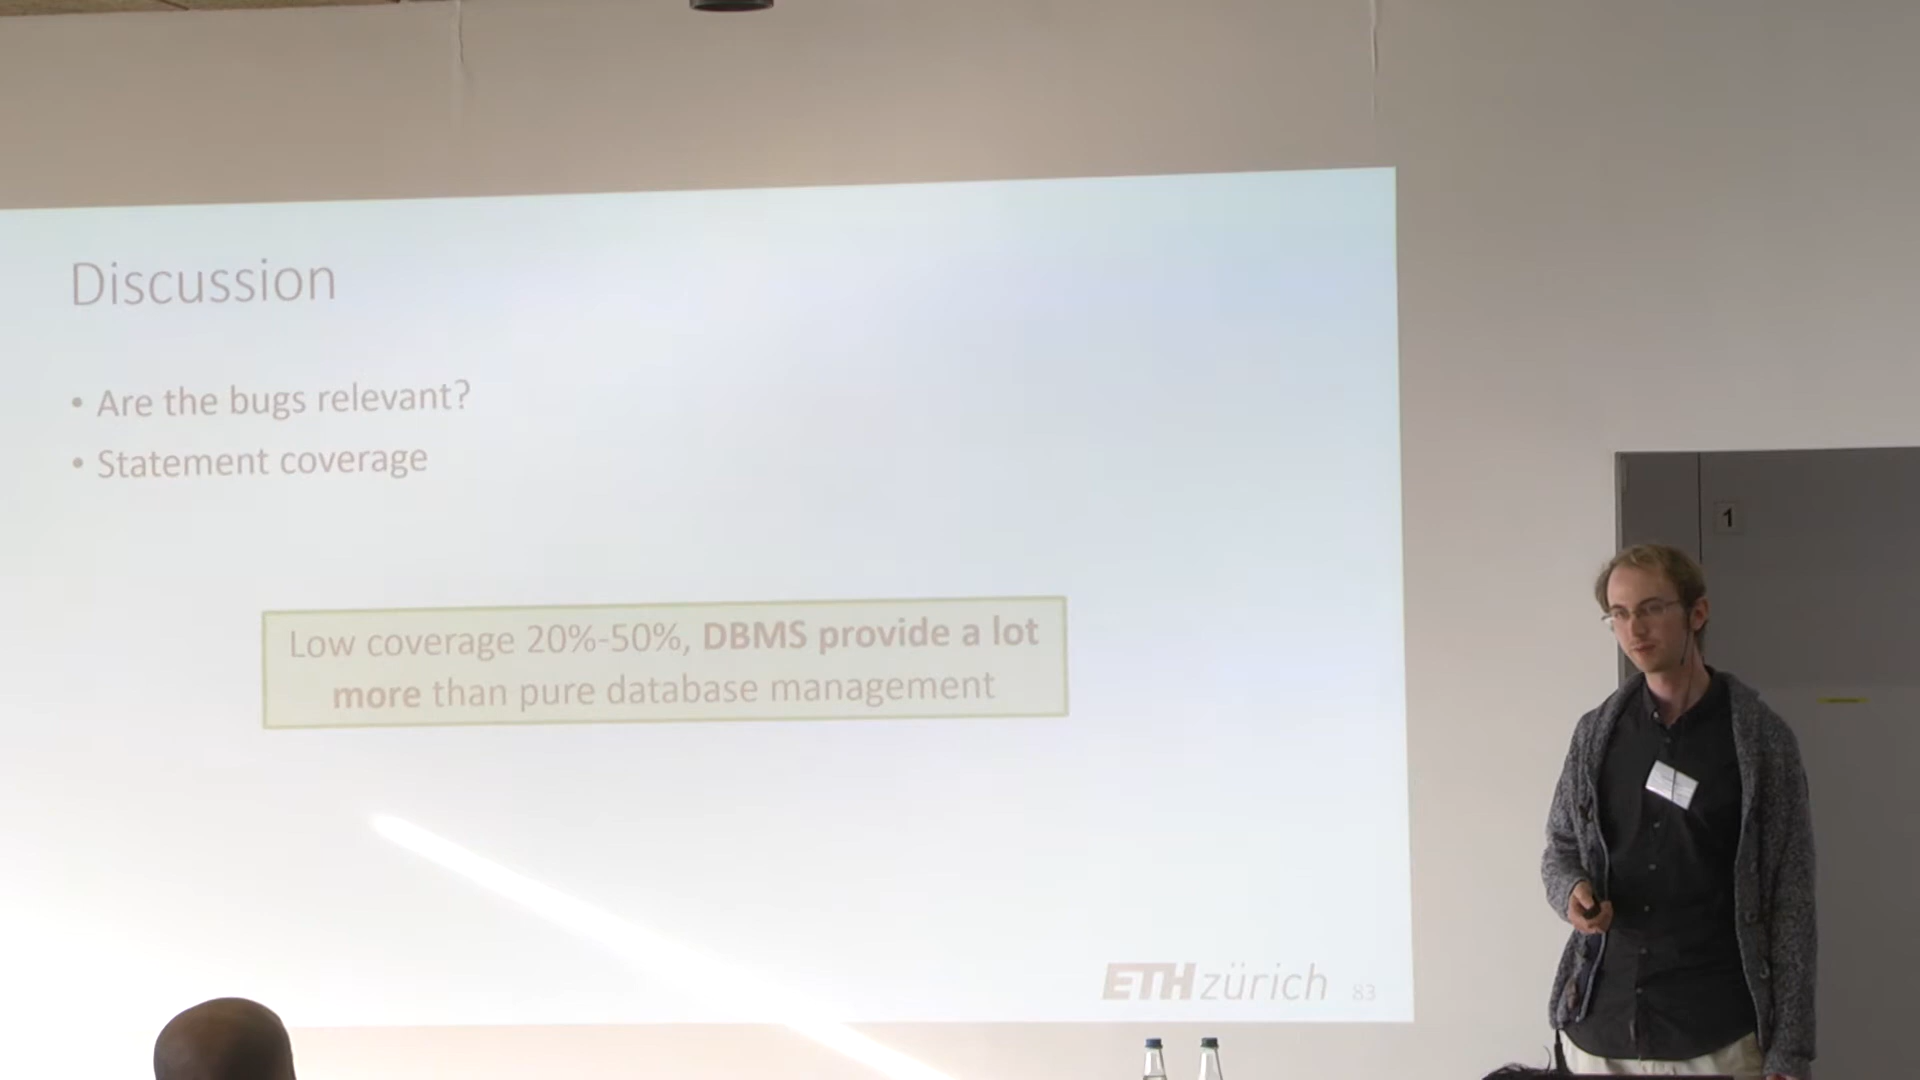 Discussion
• Are the bugs relevant?
• Statement coverage
Low coverage 20%-50%, DBMS provide a lot
more than pure database management
ETH zürich 83
1